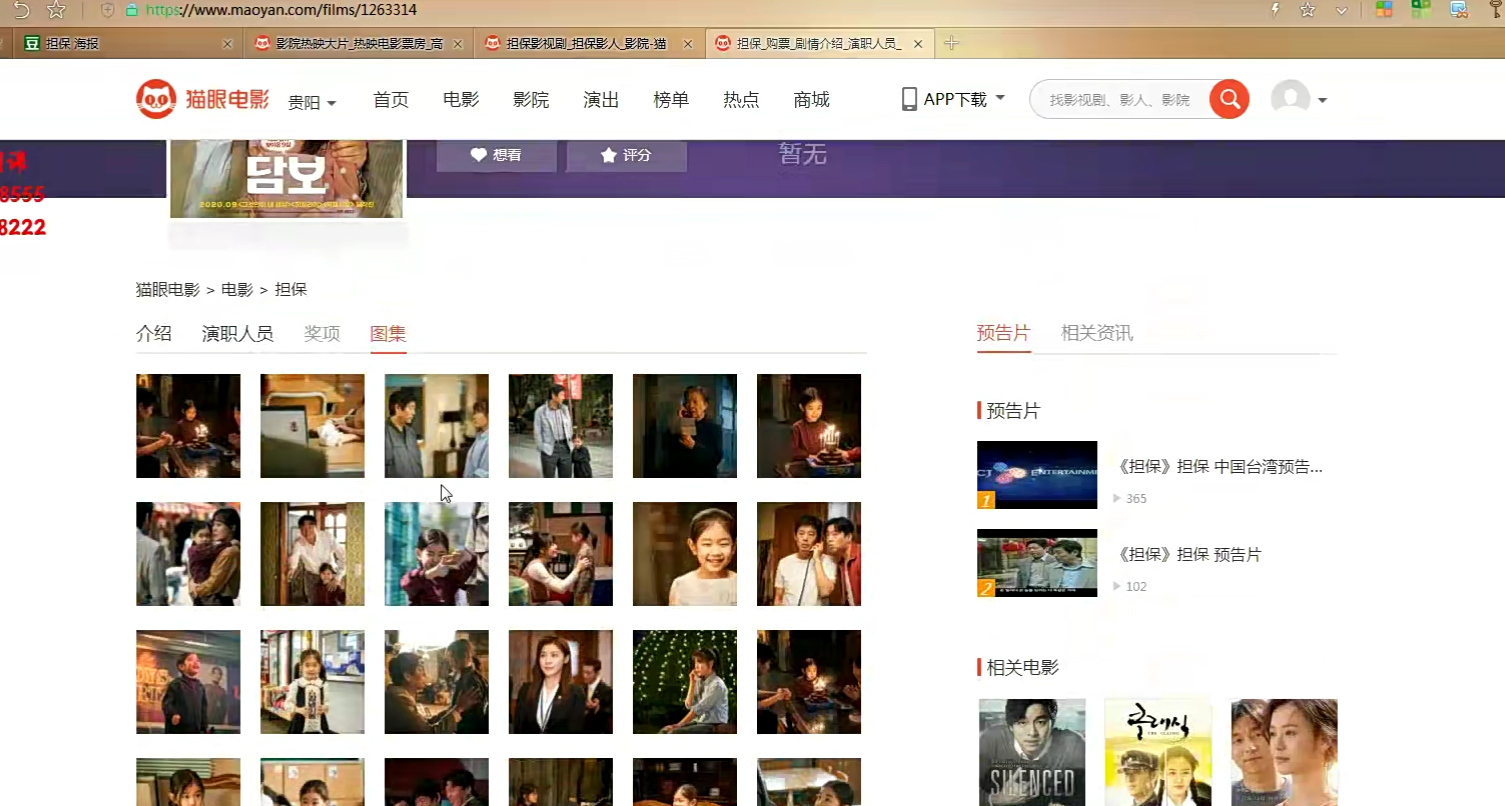 https://www.maoyan.com/films/1263314
担保 海报
影院热映大片_热映电影票房_高
担保影视剧_担保影人_影院-猫
担保_购票_剧情介绍_演职人员_
猫眼电影
贵阳
首页
电影
影院
演出
榜单
热点
商城
APP下载
找影视剧、影人、影院
담보
想看
评分
暂无
8555
8222
猫眼电影 > 电影 > 担保
介绍
演职人员
奖项
图集
预告片
相关资讯
预告片
CJ ENTERTAINM
1
《担保》担保 中国台湾预告...
365
2
《担保》担保 预告片
102
相关电影
SILENCED
클래식
THE CLASSIC